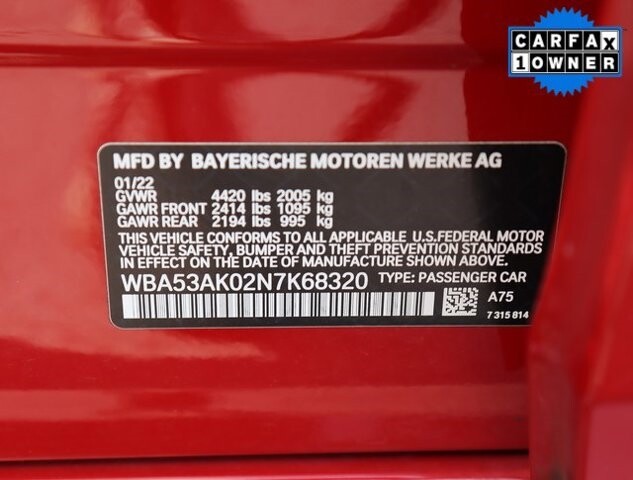 CARFAX
1 OWNER
MFD BY BAYERISCHE MOTOREN WERKE AG
01/22
GVWR 4420 lbs 2005 kg
GAWR FRONT 2414 lbs 1095 kg
GAWR REAR 2194 lbs 995 kg
THIS VEHICLE CONFORMS TO ALL APPLICABLE U.S.FEDERAL MOTOR
VEHICLE SAFETY, BUMPER AND THEFT PREVENTION STANDARDS
IN EFFECT ON THE DATE OF MANUFACTURE SHOWN ABOVE.
WBA53AK02N7K68320 TYPE: PASSENGER CAR
A75
7 315 814